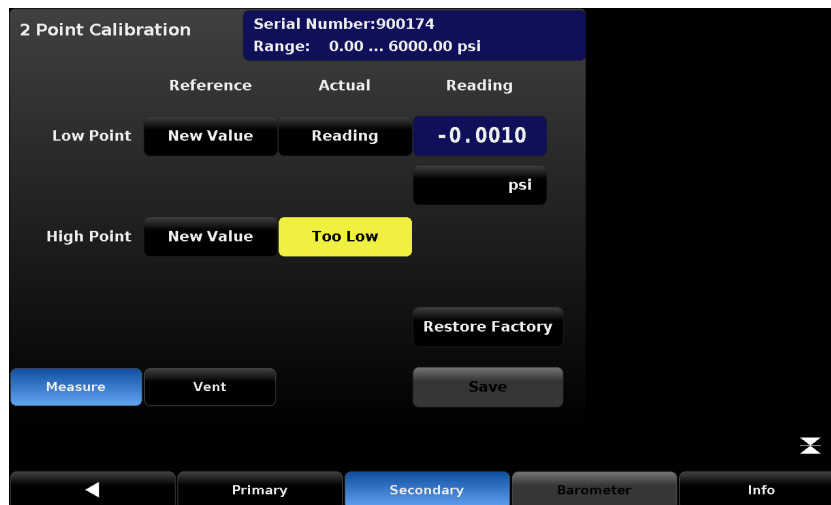 2 Point Calibration
Serial Number:900174
Range: 0.00 ... 6000.00 psi
Reference Actual Reading
Low Point New Value Reading -0.0010
psi
High Point New Value Too Low
Restore Factory
Measure Vent Save
Primary Secondary Barometer Info